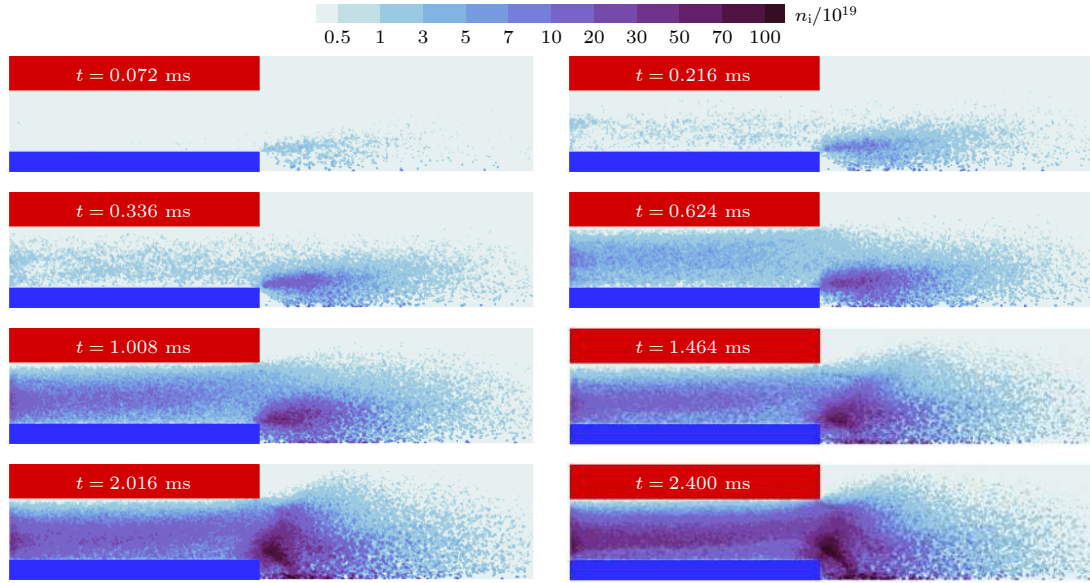 n_i/10^19
0.5 1 3 5 7 10 20 30 50 70 100
t = 0.072 ms
t = 0.216 ms
t = 0.336 ms
t = 0.624 ms
t = 1.008 ms
t = 1.464 ms
t = 2.016 ms
t = 2.400 ms